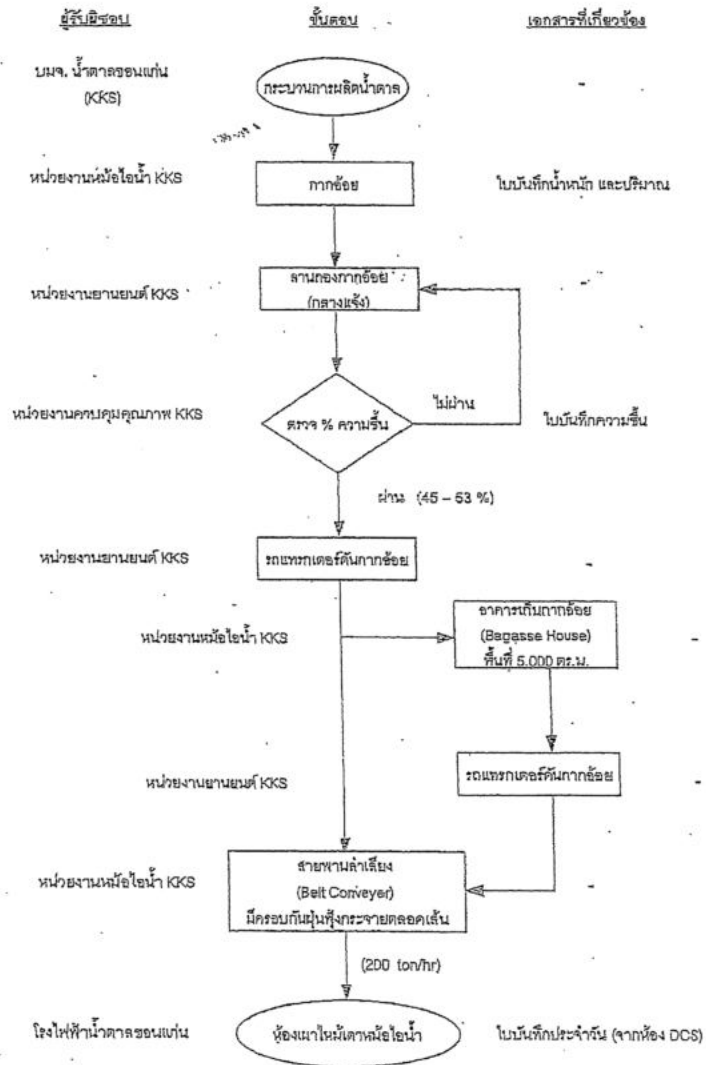 ผู้รับผิชอบ ขั้นตอน เอกสารที่เกี่ยวข้อง
บมจ. น้ำตาลขอนแก่น
(KKS)
กระบวนการผลิตน้ำตาล
-
หน่วยงานหม้อไอน้ำ KKS กากอ้อย ใบบันทึกน้ำหนัก และปริมาณ
หน่วยงานยานยนต์ KKS
ลานกองกากอ้อย
(กลางแจ้ง)
-
หน่วยงานควบคุมคุณภาพ KKS ตรวจ % ความชื้น ไม่ผ่าน ใบบันทึกความชื้น
ผ่าน (45 – 53 %)
หน่วยงานยานยนต์ KKS รถแทรกเตอร์ดันกากอ้อย -
หน่วยงานหม้อไอน้ำ KKS
อาคารเก็บกากอ้อย
(Bagasse House)
พื้นที่ 5,000 ตร.ม.
-
หน่วยงานยานยนต์ KKS รถแทรกเตอร์ดันกากอ้อย -
หน่วยงานหม้อไอน้ำ KKS
สายพานลำเลียง
(Belt Conveyer)
มีครอบกันฝุ่นฟุ้งกระจายตลอดเส้น
-
(200 ton/hr)
โรงไฟฟ้าน้ำตาลขอนแก่น ห้องเผาไหม้เตาหม้อไอน้ำ ใบบันทึกประจำวัน (จากห้อง DCS)